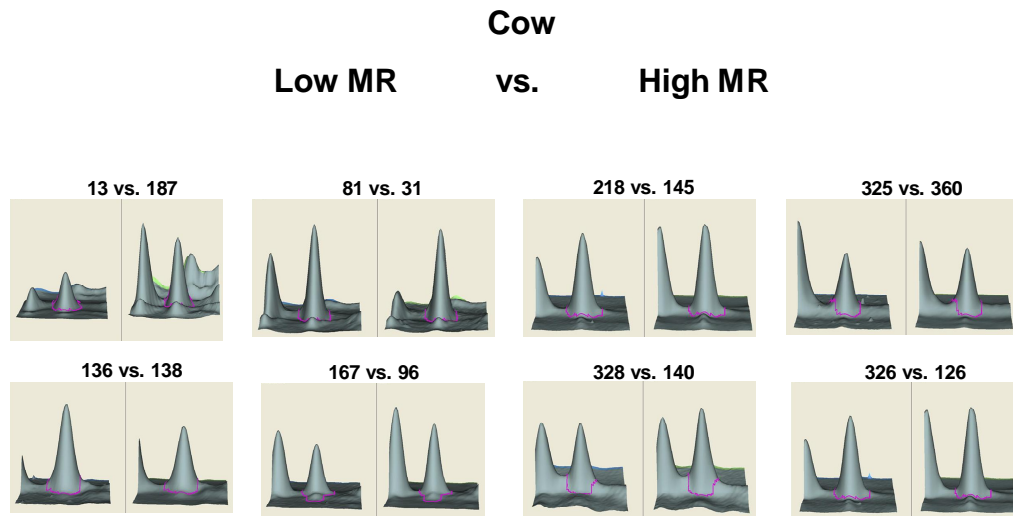 Cow
Low MR vs. High MR
13 vs. 187
81 vs. 31
218 vs. 145
325 vs. 360
136 vs. 138
167 vs. 96
328 vs. 140
326 vs. 126